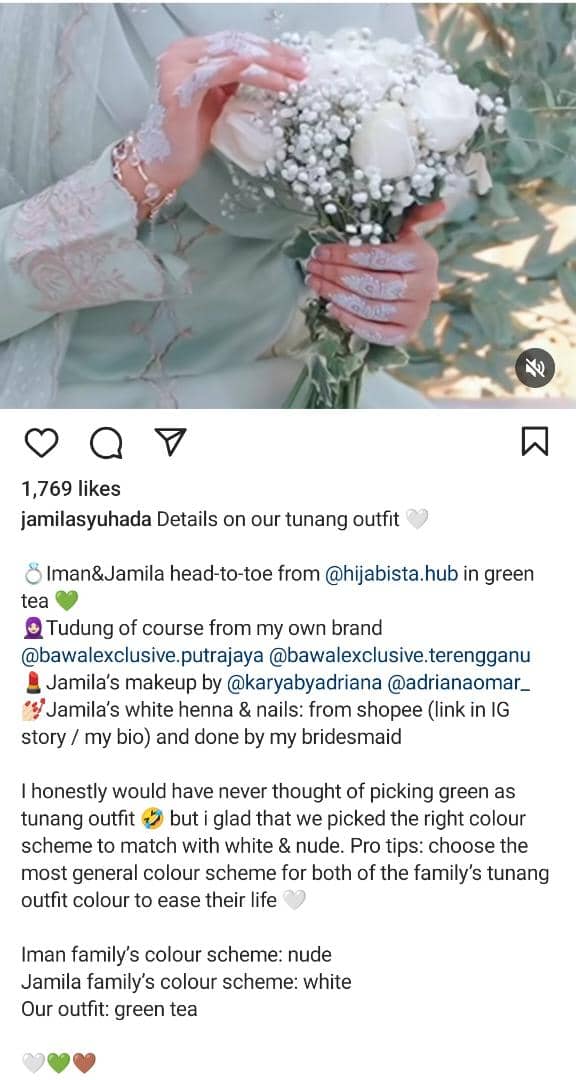 1,769 likes
jamilasyuhada Details on our tunang outfit 🤍
💍Iman&Jamila head-to-toe from @hijabista.hub in green
tea 💚
🧕Tudung of course from my own brand
@bawalexclusive.putrajaya @bawalexclusive.terengganu
💄Jamila’s makeup by @karyabyadriana @adrianaomar_
💅🏻Jamila’s white henna & nails: from shopee (link in IG
story / my bio) and done by my bridesmaid
I honestly would have never thought of picking green as
tunang outfit 🤣 but i glad that we picked the right colour
scheme to match with white & nude. Pro tips: choose the
most general colour scheme for both of the family’s tunang
outfit colour to ease their life 🤍
Iman family’s colour scheme: nude
Jamila family’s colour scheme: white
Our outfit: green tea
🤍💚🤎